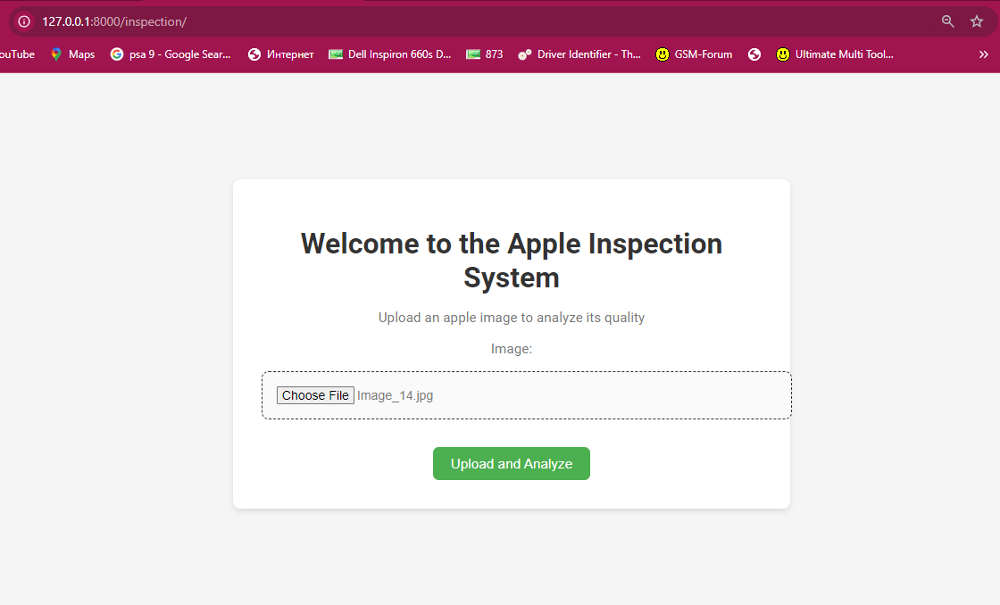 127.0.0.1:8000/inspection/
ouTube Maps psa 9 - Google Sear... Интернет Dell Inspiron 660s D... 873 Driver Identifier - Th... GSM-Forum Ultimate Multi Tool... »
Welcome to the Apple Inspection
System
Upload an apple image to analyze its quality
Image:
Choose File Image_14.jpg
Upload and Analyze